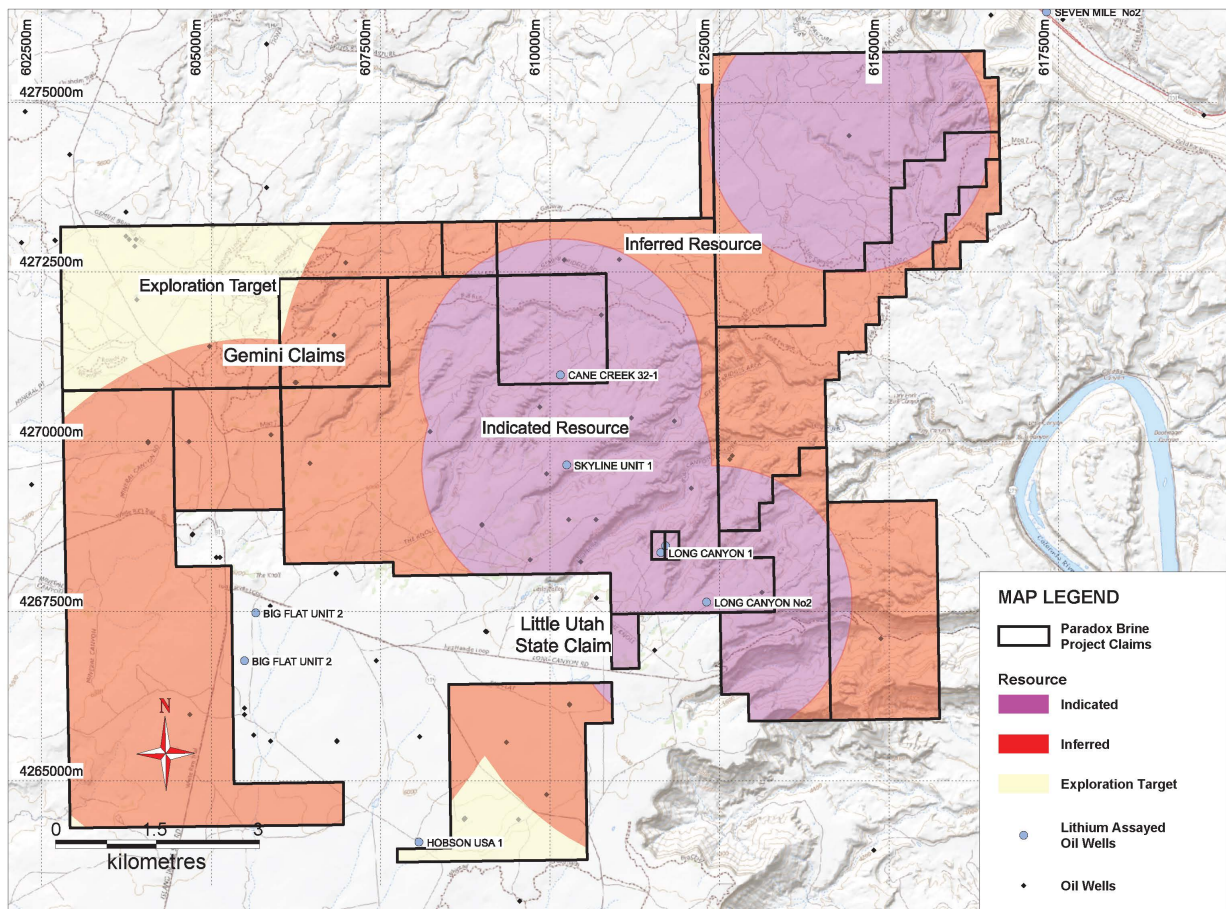 SEVEN MILE No2
602500m
605000m
607500m
610000m
612500m
615000m
617500m
4275000m
Inferred Resource
4272500m
Exploration Target
Gemini Claims
CANE CREEK 32-1
4270000m
Indicated Resource
SKYLINE UNIT 1
LONG CANYON 1
4267500m
LONG CANYON No2
BIG FLAT UNIT 2
Little Utah
State Claim
BIG FLAT UNIT 2
N
4265000m
0
1.5
3
kilometres
HOBSON USA 1
MAP LEGEND
Paradox Brine
Project Claims
Resource
Indicated
Inferred
Exploration Target
Lithium Assayed
Oil Wells
Oil Wells